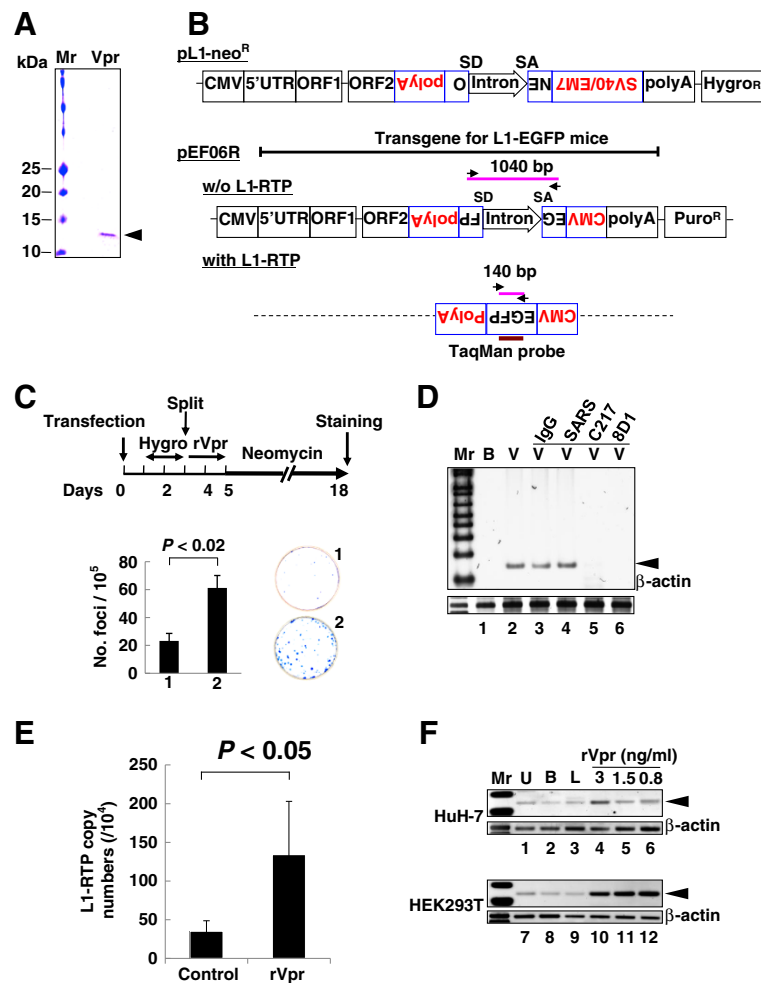 A
Mr Vpr
kDa
25
20
15
10
B
pL1-neoR
SD SA
CMV 5'UTR ORF1 ORF2 polyA O Intron NE SV40/EM7 polyA HygroR
Transgene for L1-EGFP mice
pEF06R
1040 bp
w/o L1-RTP
SD SA
CMV 5'UTR ORF1 ORF2 polyA FP Intron EG CMV polyA PuroR
with L1-RTP
140 bp
PolyA EGFP CMV
TaqMan probe
C
Split
Transfection Staining
Hygro rVpr
Neomycin
Days 0 2 4 5 18
P < 0.02
No. foci / 10^5
80
60
40
20
0
1 2
1
2
D
IgG SARS C217 8D1
Mr B V V V V V
β-actin
1 2 3 4 5 6
E
P < 0.05
L1-RTP copy
numbers (/10^4)
250
200
150
100
50
0
Control rVpr
F
rVpr (ng/ml)
Mr U B L 3 1.5 0.8
HuH-7
β-actin
1 2 3 4 5 6
HEK293T
β-actin
7 8 9 10 11 12